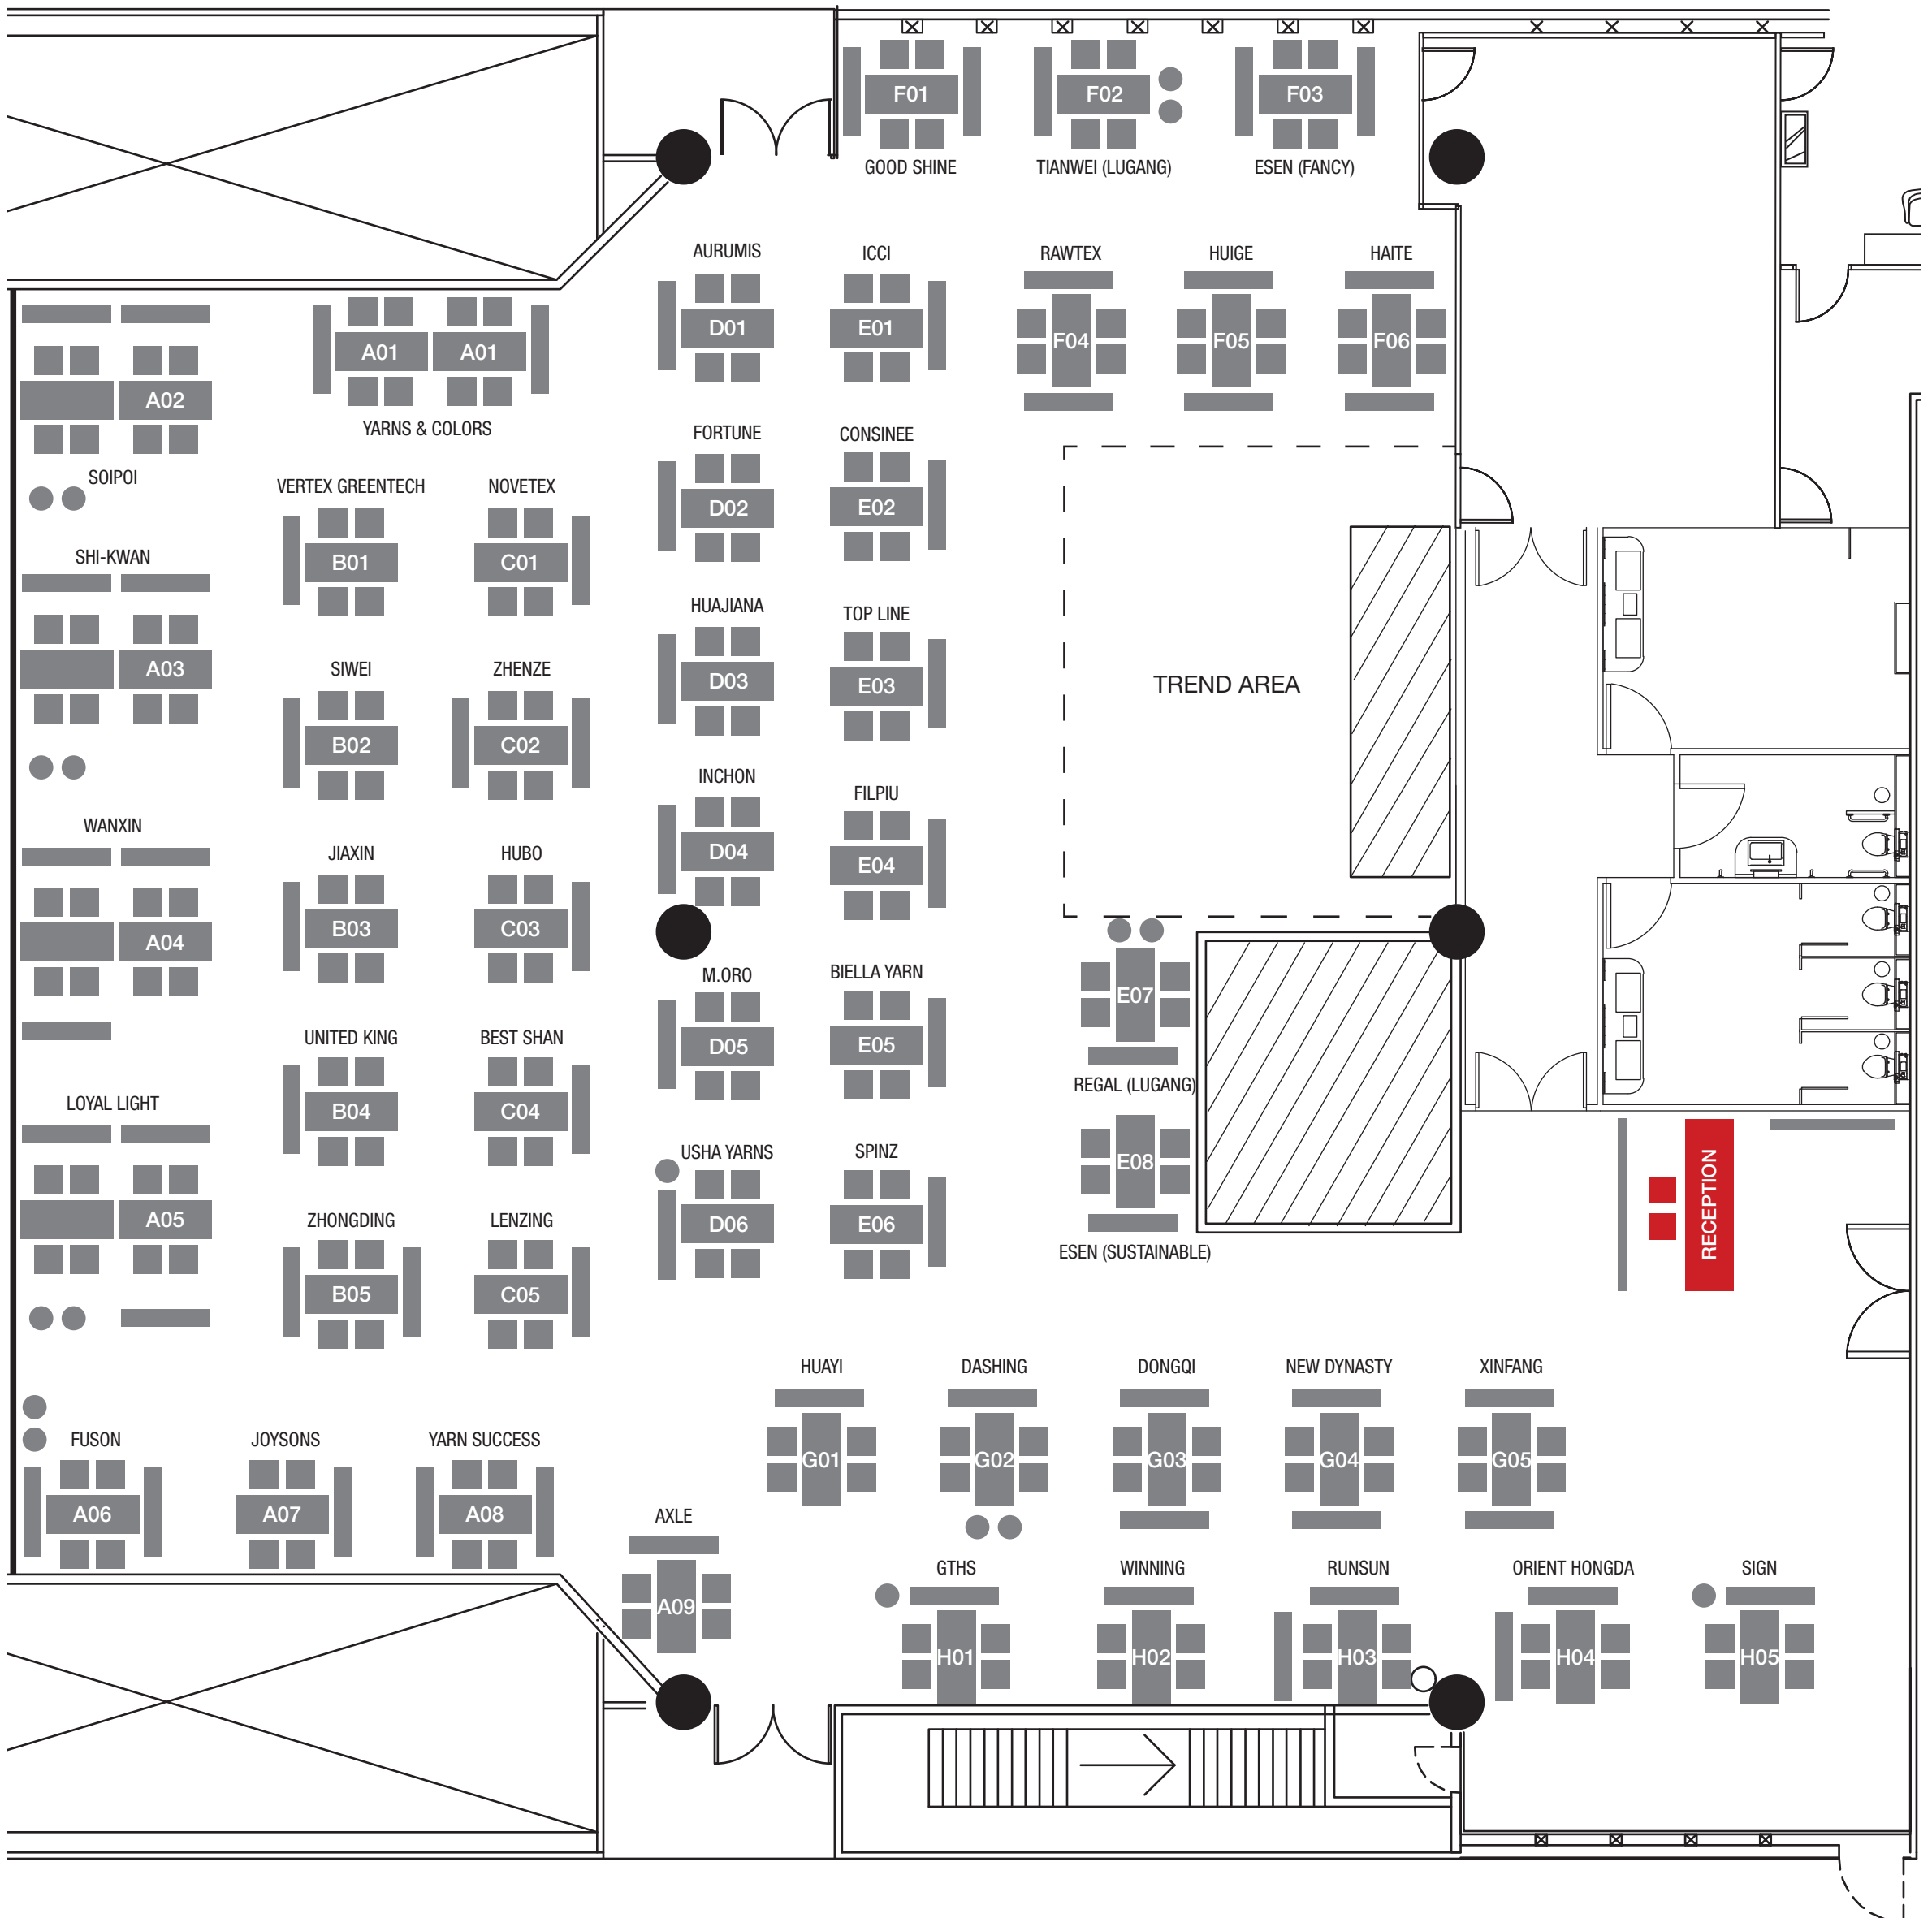 F01
F02
F03
GOOD SHINE
TIANWEI (LUGANG)
ESEN (FANCY)
AURUMIS
ICCI
RAWTEX
HUIGE
HAITE
D01
E01
F04
F05
F06
A01
A01
A02
YARNS & COLORS
FORTUNE
CONSINEE
SOIPOI
VERTEX GREENTECH
NOVETEX
D02
E02
SHI-KWAN
B01
C01
HUAJIANA
TOP LINE
A03
SIWEI
ZHENZE
D03
E03
TREND AREA
B02
C02
INCHON
FILPIU
WANXIN
JIAXIN
HUBO
D04
E04
A04
B03
C03
M.ORO
BIELLA YARN
E07
UNITED KING
BEST SHAN
D05
E05
REGAL (LUGANG)
LOYAL LIGHT
B04
C04
USHA YARNS
SPINZ
E08
RECEPTION
A05
ZHONGDING
LENZING
D06
E06
ESEN (SUSTAINABLE)
B05
C05
HUAYI
DASHING
DONGQI
NEW DYNASTY
XINFANG
FUSON
JOYSONS
YARN SUCCESS
G01
G02
G03
G04
G05
A06
A07
A08
AXLE
GTHS
WINNING
RUNSUN
ORIENT HONGDA
SIGN
A09
H01
H02
H03
H04
H05